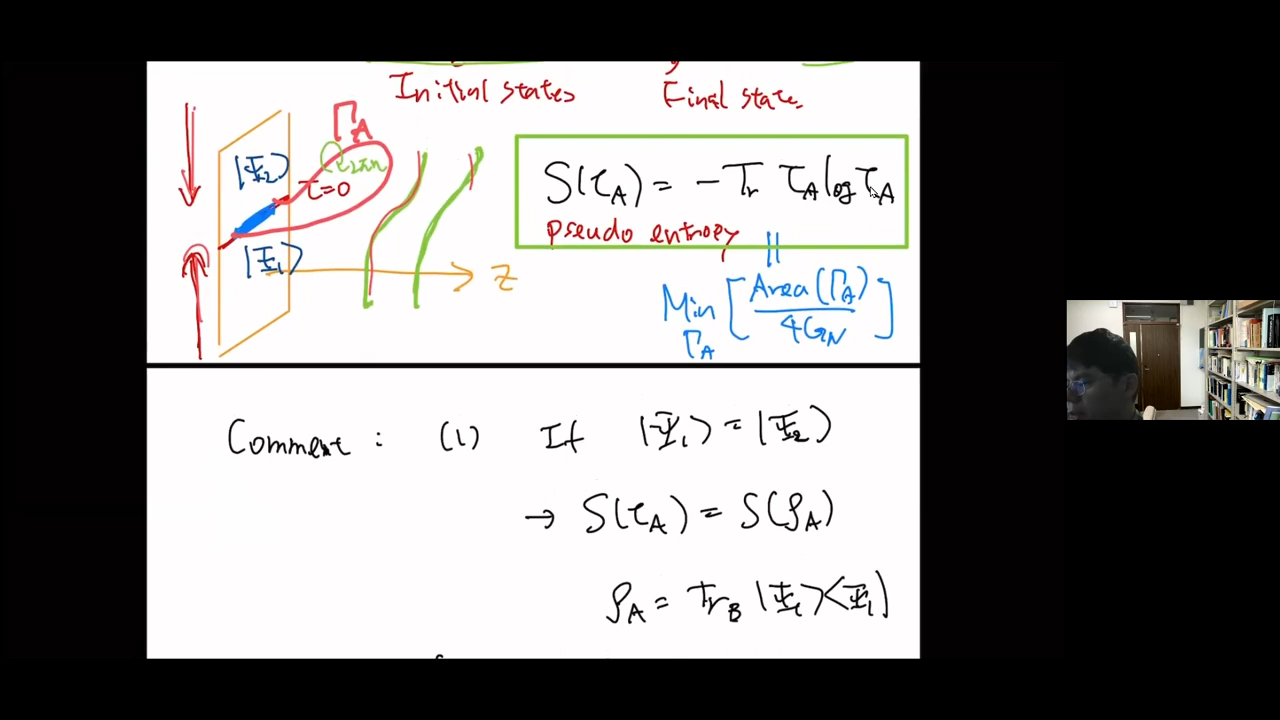 Initial states Final state
Γ_A
|Ψ₂⟩
τ=0
|Ψ₁⟩
z
S(τ_A) = - Tr τ_A log τ_A
pseudo entropy
||
Min_{Γ_A} [ Area(Γ_A) / 4G_N ]
Comment : (1) If |Ψ₁⟩ = |Ψ₂⟩
→ S(τ_A) = S(ρ_A)
ρ_A = Tr_B |Ψ₁⟩⟨Ψ₁|